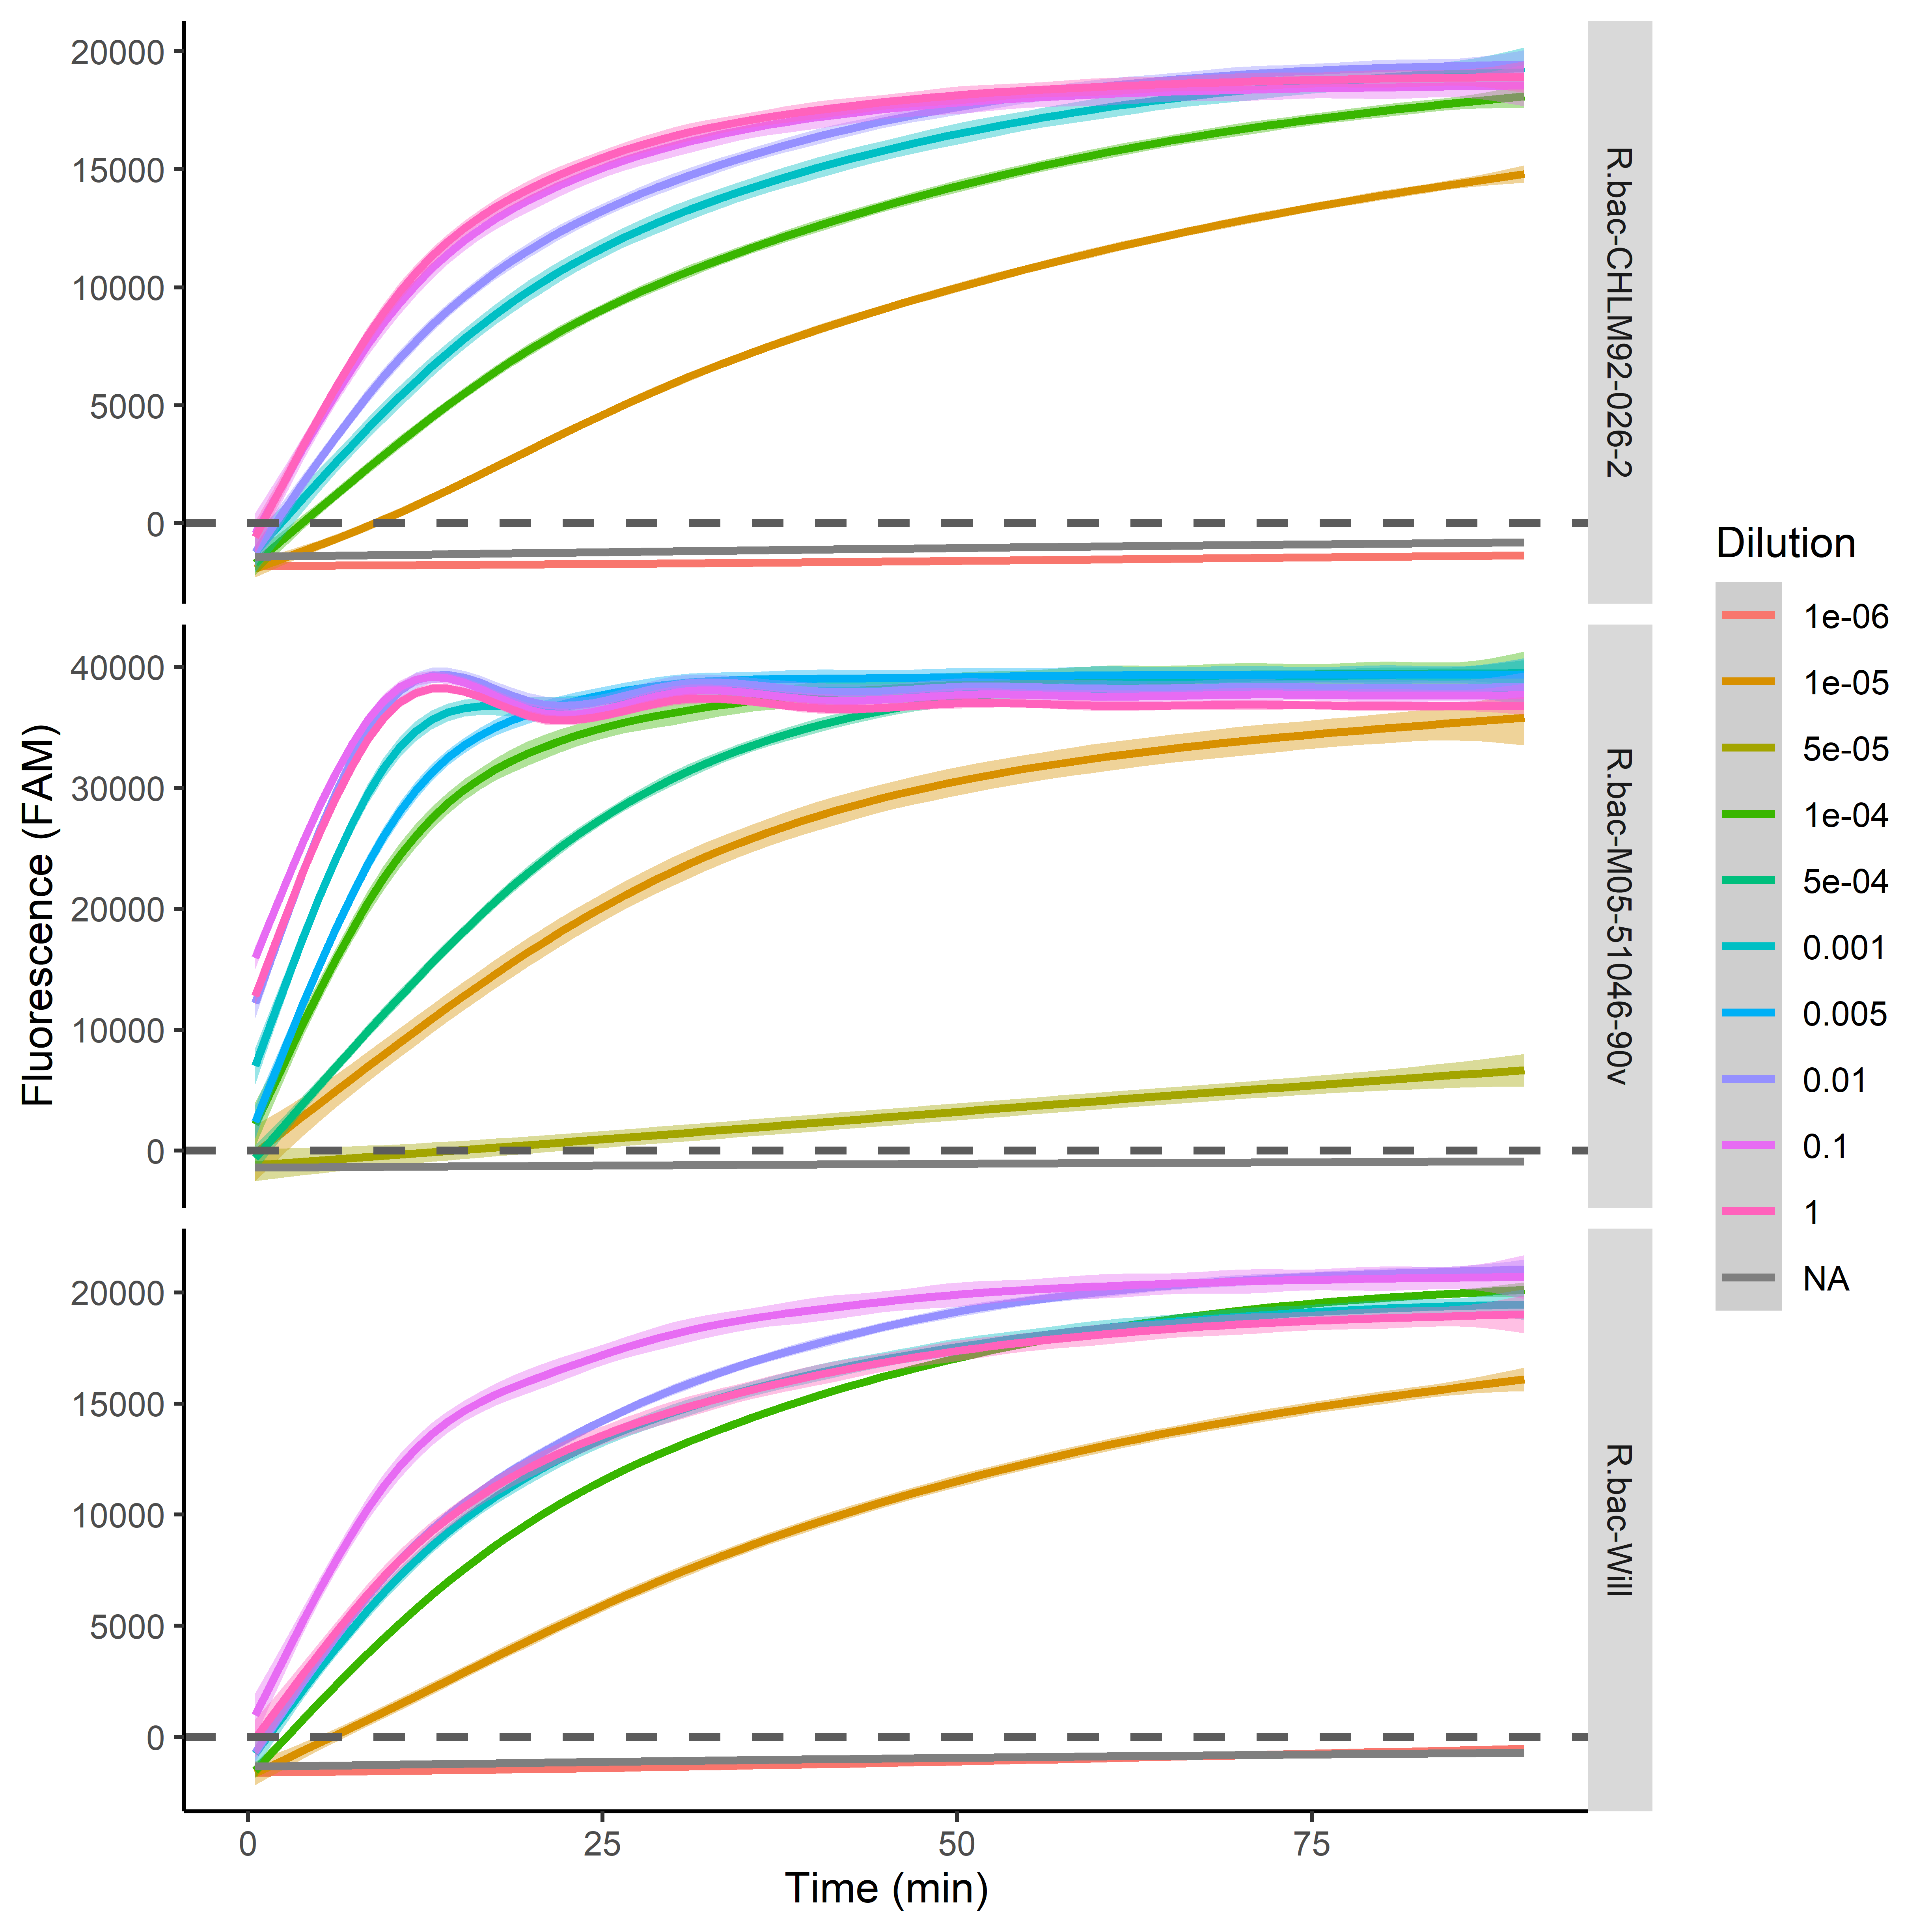 20000
15000
10000
5000
0
R.bac-CHLM92-026-2
40000
30000
20000
10000
0
R.bac-M05-51046-90v
20000
15000
10000
5000
0
R.bac-Will
0
25
50
75
Time (min)
Fluorescence (FAM)
Dilution
1e-06
1e-05
5e-05
1e-04
5e-04
0.001
0.005
0.01
0.1
1
NA